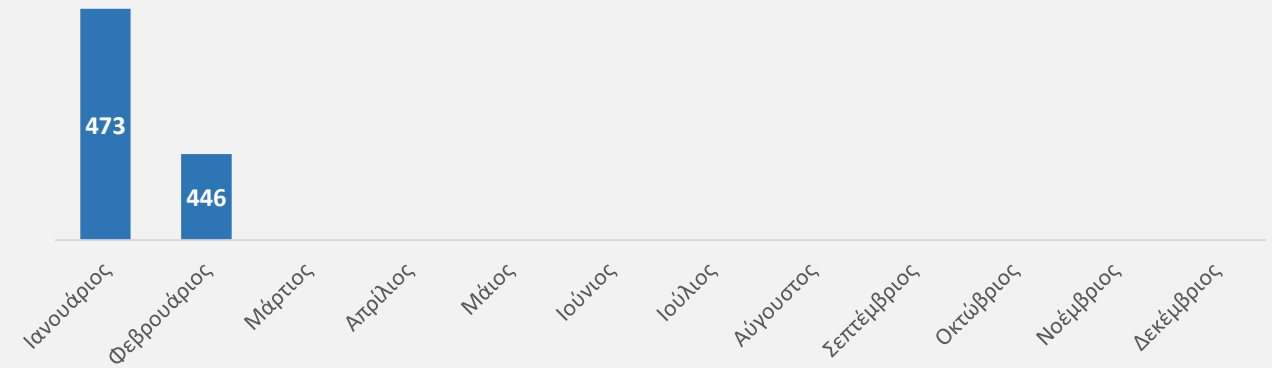 473
446
Ιανουάριος
Φεβρουάριος
Μάρτιος
Απρίλιος
Μάιος
Ιούνιος
Ιούλιος
Αύγουστος
Σεπτέμβριος
Οκτώβριος
Νοέμβριος
Δεκέμβριος